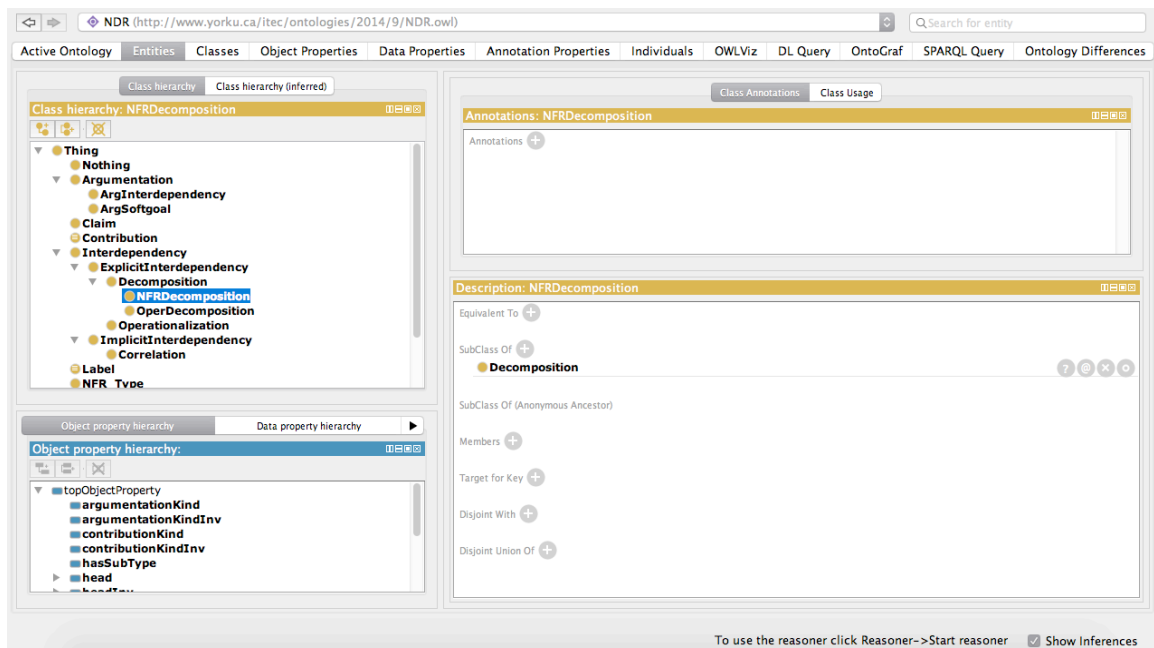 NDR (http://www.yorku.ca/itec/ontologies/2014/9/NDR.owl)
Search for entity
Active Ontology Entities Classes Object Properties Data Properties Annotation Properties Individuals OWLViz DL Query OntoGraf SPARQL Query Ontology Differences
Class hierarchy Class hierarchy (inferred)
Class hierarchy: NFRDecomposition
Thing
Nothing
Argumentation
ArgInterdependency
ArgSoftgoal
Claim
Contribution
Interdependency
ExplicitInterdependency
Decomposition
NFRDecomposition
OperDecomposition
Operationalization
ImplicitInterdependency
Correlation
Label
NFR_Type
Object property hierarchy Data property hierarchy
Object property hierarchy:
topObjectProperty
argumentationKind
argumentationKindInv
contributionKind
contributionKindInv
hasSubType
head
headInv
Class Annotations Class Usage
Annotations: NFRDecomposition
Annotations
Description: NFRDecomposition
Equivalent To
SubClass Of
Decomposition
SubClass Of (Anonymous Ancestor)
Members
Target for Key
Disjoint With
Disjoint Union Of
To use the reasoner click Reasoner->Start reasoner Show Inferences